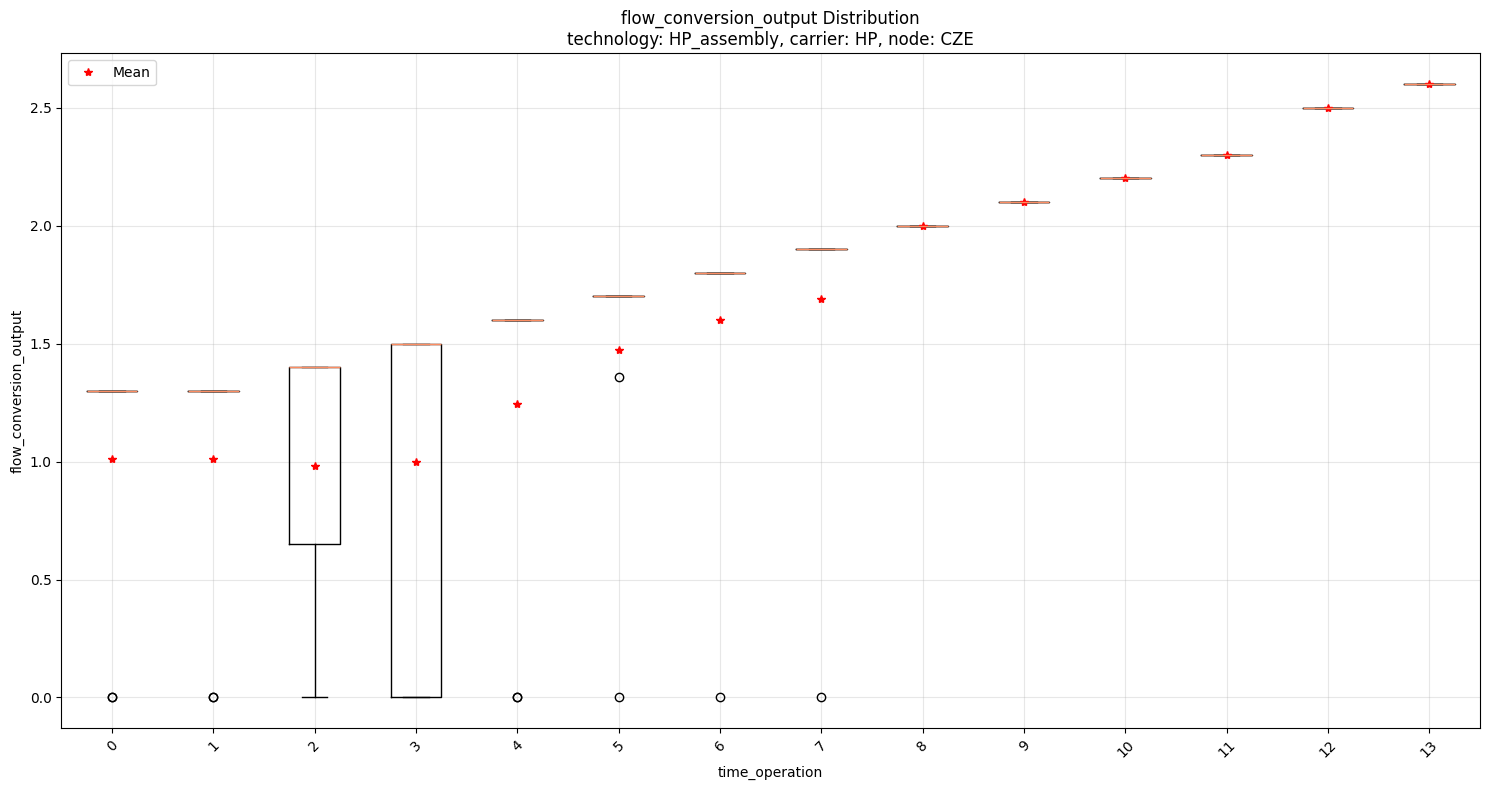 flow_conversion_output Distribution
technology: HP_assembly, carrier: HP, node: CZE
Mean
flow_conversion_output
2.5
2.0
1.5
1.0
0.5
0.0
0 1 2 3 4 5 6 7 8 9 10 11 12 13
time_operation